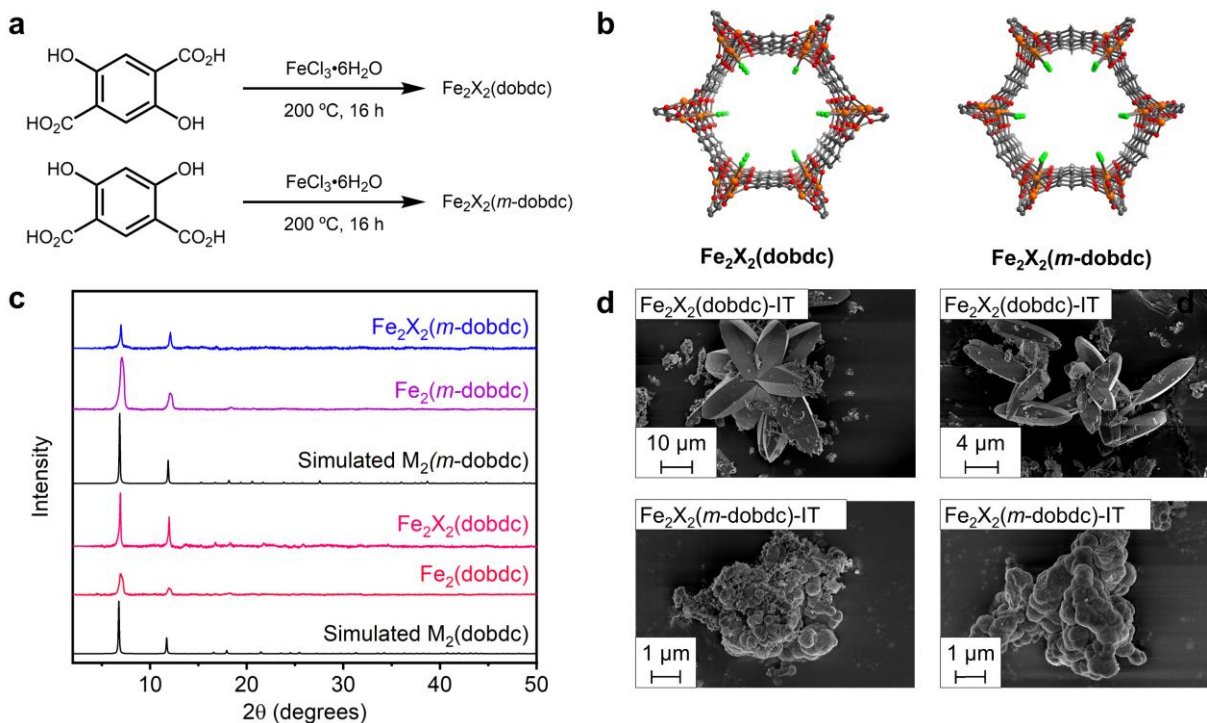 a
OH
HO
CO₂H
HO₂C
OH
FeCl₃•6H₂O
200 ºC, 16 h
Fe₂X₂(dobdc)
HO
OH
HO₂C
CO₂H
FeCl₃•6H₂O
200 ºC, 16 h
Fe₂X₂(m-dobdc)
b
Fe₂X₂(dobdc)
Fe₂X₂(m-dobdc)
c
Intensity
Fe₂X₂(m-dobdc)
Fe₂(m-dobdc)
Simulated M₂(m-dobdc)
Fe₂X₂(dobdc)
Fe₂(dobdc)
Simulated M₂(dobdc)
10 20 30 40 50
2θ (degrees)
d
Fe₂X₂(dobdc)-IT
10 µm
Fe₂X₂(dobdc)-IT
d
4 µm
Fe₂X₂(m-dobdc)-IT
1 µm
Fe₂X₂(m-dobdc)-IT
1 µm